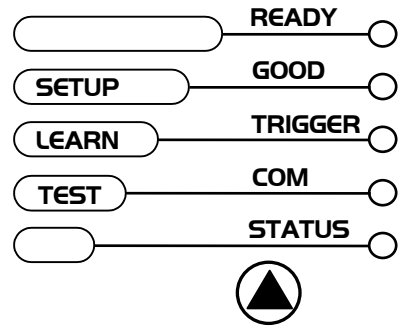 READY
SETUP GOOD
LEARN TRIGGER
TEST COM
STATUS